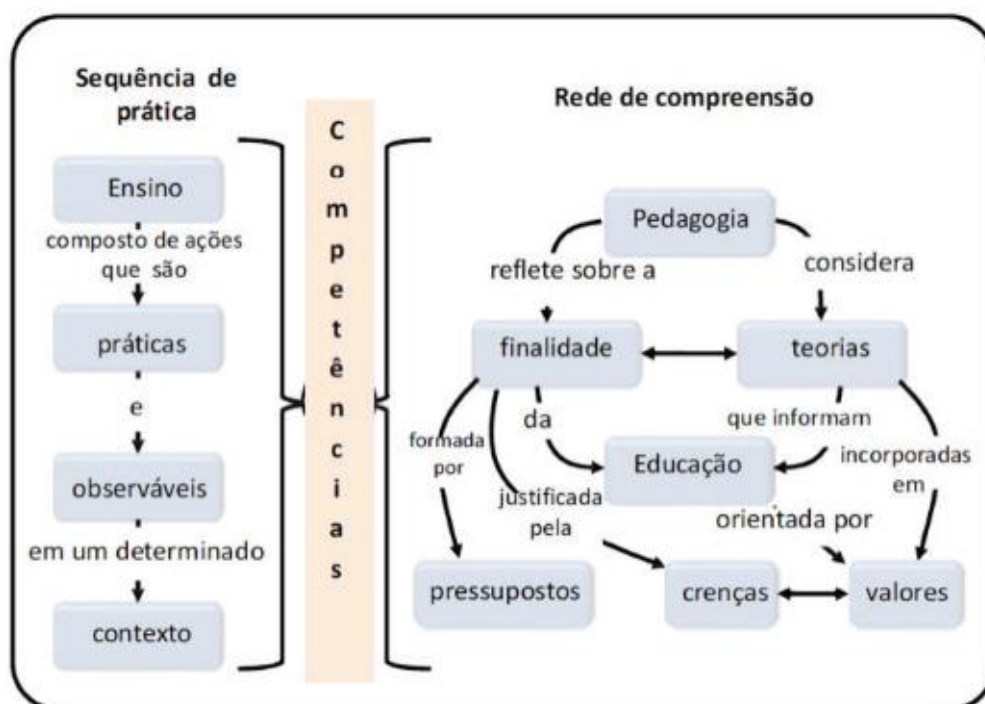 Sequência de
prática
Ensino
composto de ações
que são
práticas
e
observáveis
em um determinado
contexto
Competências
Rede de compreensão
Pedagogia
reflete sobre a
considera
finalidade
teorias
formada
por
da
que informam
justificada
pela
Educação
incorporadas
em
orientada por
pressupostos
crenças
valores